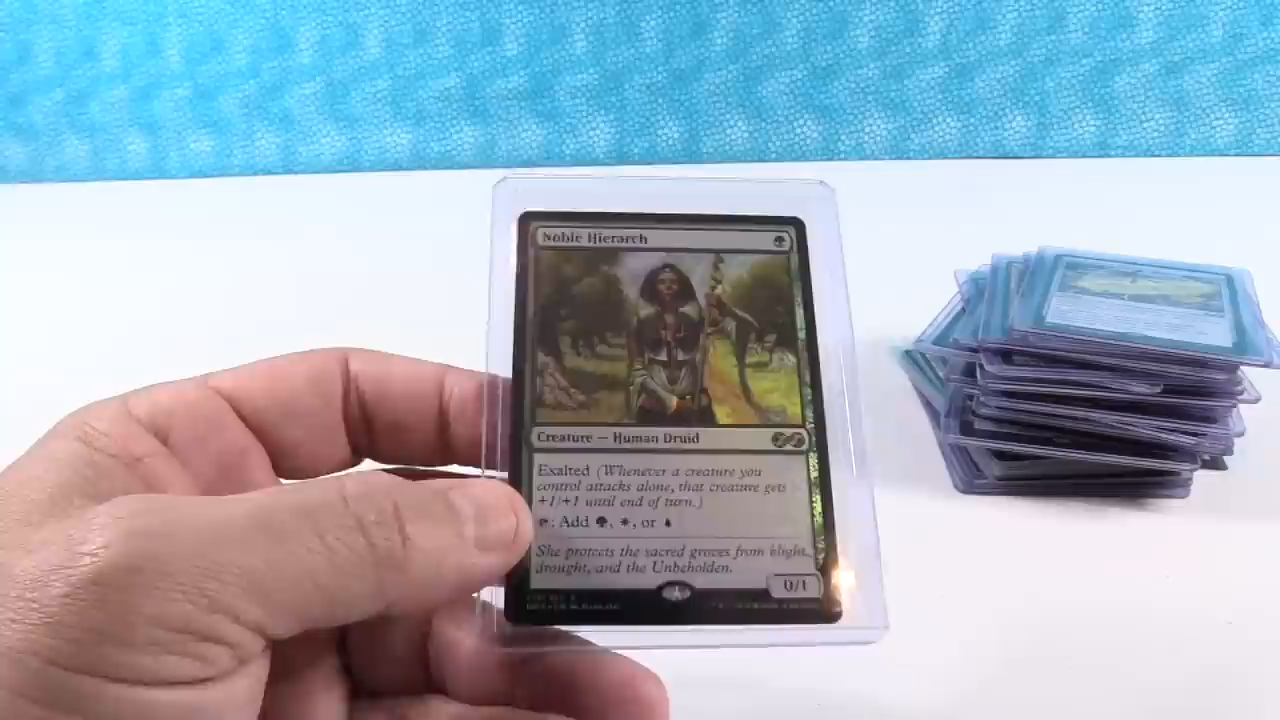 Noble Hierarch
Creature — Human Druid
Exalted (Whenever a creature you
control attacks alone, that creature gets
+1/+1 until end of turn.)
: Add , , or
She protects the sacred groves from blight,
drought, and the Unbeholden.
0/1